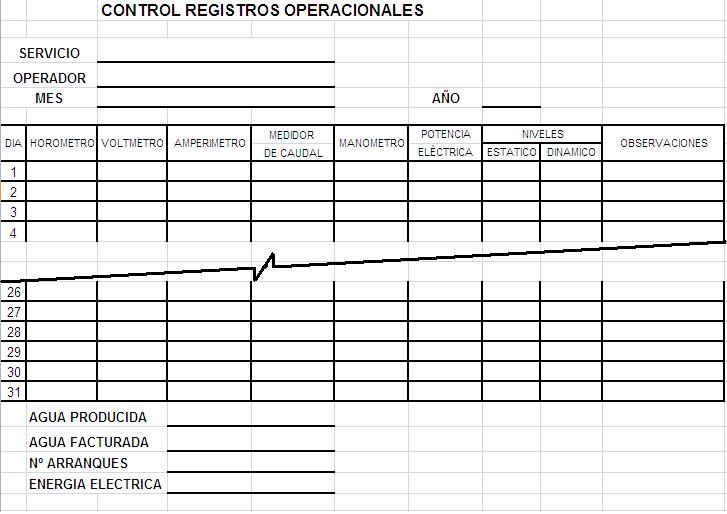 CONTROL REGISTROS OPERACIONALES
SERVICIO
OPERADOR
MES AÑO
DIA HOROMETRO VOLTMETRO AMPERIMETRO MEDIDOR DE CAUDAL MANOMETRO POTENCIA ELÈCTRICA NIVELES ESTATICO DINAMICO OBSERVACIONES
1
2
3
4
26
27
28
29
30
31
AGUA PRODUCIDA
AGUA FACTURADA
Nº ARRANQUES
ENERGIA ELECTRICA